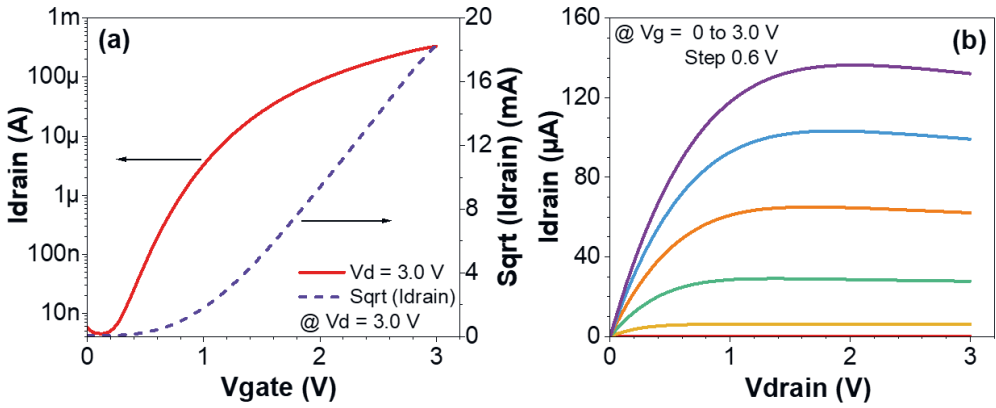 (a)
Idrain (A)
1m
100μ
10μ
1μ
100n
10n
0
1
2
3
Vgate (V)
20
16
12
8
4
0
Sqrt (Idrain) (mA)
Vd = 3.0 V
Sqrt (Idrain)
@ Vd = 3.0 V
(b)
@ Vg = 0 to 3.0 V
Step 0.6 V
Idrain (μA)
160
120
80
40
0
0
1
2
3
Vdrain (V)